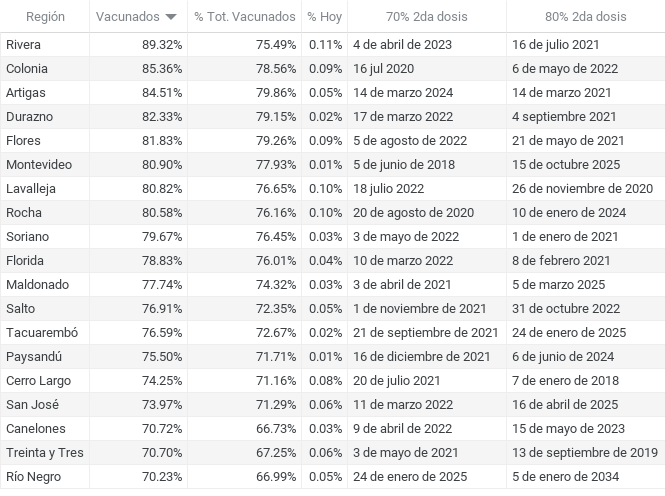 Región Vacunados % Tot. Vacunados % Hoy 70% 2da dosis 80% 2da dosis
Rivera 89.32% 75.49% 0.11% 4 de abril de 2023 16 de julio 2021
Colonia 85.36% 78.56% 0.09% 16 jul 2020 6 de mayo de 2022
Artigas 84.51% 79.86% 0.05% 14 de marzo 2024 14 de marzo 2021
Durazno 82.33% 79.15% 0.02% 17 de marzo 2022 4 septiembre 2021
Flores 81.83% 79.26% 0.09% 5 de agosto de 2022 21 de mayo de 2021
Montevideo 80.90% 77.93% 0.01% 5 de junio de 2018 15 de octubre 2025
Lavalleja 80.82% 76.65% 0.10% 18 julio 2022 26 de noviembre de 2020
Rocha 80.58% 76.16% 0.10% 20 de agosto de 2020 10 de enero de 2024
Soriano 79.67% 76.45% 0.03% 3 de mayo de 2022 1 de enero de 2021
Florida 78.83% 76.01% 0.04% 10 de marzo 2022 8 de febrero 2021
Maldonado 77.74% 74.32% 0.03% 3 de abril de 2021 5 de marzo 2025
Salto 76.91% 72.35% 0.05% 1 de noviembre de 2021 31 de octubre 2022
Tacuarembó 76.59% 72.67% 0.02% 21 de septiembre de 2021 24 de enero de 2025
Paysandú 75.50% 71.71% 0.01% 16 de diciembre de 2021 6 de junio de 2024
Cerro Largo 74.25% 71.16% 0.08% 20 de julio 2021 7 de enero de 2018
San José 73.97% 71.29% 0.06% 11 de marzo 2022 16 de abril de 2025
Canelones 70.72% 66.73% 0.03% 9 de abril de 2022 15 de mayo de 2023
Treinta y Tres 70.70% 67.25% 0.06% 3 de mayo de 2021 13 de septiembre de 2019
Río Negro 70.23% 66.99% 0.05% 24 de enero de 2025 5 de enero de 2034